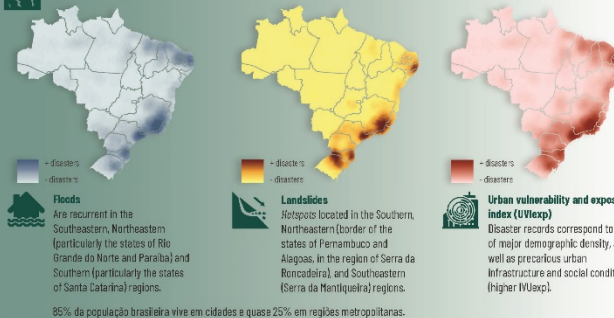 + disasters
- disasters
+ disasters
- disasters
+ disasters
- disasters
Floods
Are recurrent in the
Southeastern, Northeastern
(particularly the states of Rio
Grande do Norte and Paraíba) and
Southern (particularly the states
of Santa Catarina) regions.
Landslides
Hotspots located in the Southern,
Northeastern (border of the
states of Pernambuco and
Alagoas, in the region of Serra da
Roncadeira), and Southeastern
(Serra da Mantiqueira) regions.
Urban vulnerability and expos
index (UVIexp)
Disaster records correspond to
of major demographic density,
well as precarious urban
infrastructure and social condit
(higher IVUexp).
85% da população brasileira vive em cidades e quase 25% em regiões metropolitanas.